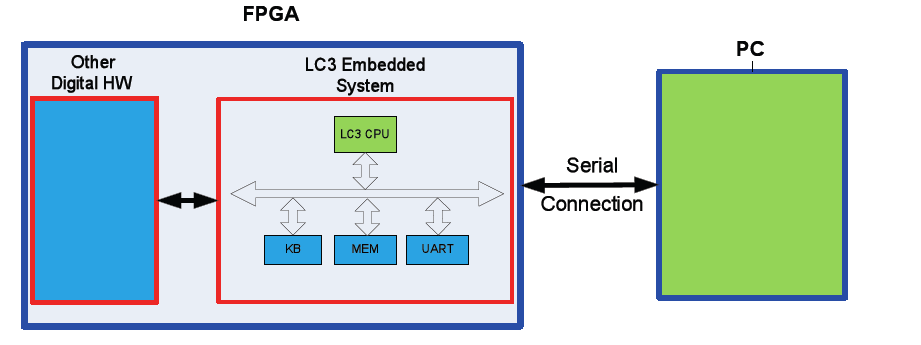 FPGA
Other
Digital HW
LC3 Embedded
System
LC3 CPU
KB
MEM
UART
Serial
Connection
PC